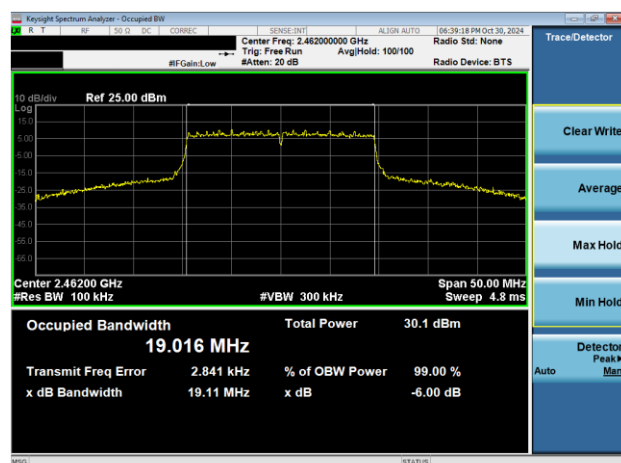 Keysight Spectrum Analyzer - Occupied BW
R T RF 50 Ω DC CORREC SENSE:INT ALIGN AUTO 06:39:18 PM Oct 30, 2024
Center Freq: 2.462000000 GHz Radio Std: None
Trig: Free Run Avg|Hold: 100/100
#IFGain:Low #Atten: 20 dB Radio Device: BTS
10 dB/div Ref 25.00 dBm
Log
15.0
5.00
-5.00
-15.0
-25.0
-35.0
-45.0
-55.0
-65.0
Center 2.46200 GHz Span 50.00 MHz
#Res BW 100 kHz #VBW 300 kHz Sweep 4.8 ms
Occupied Bandwidth Total Power 30.1 dBm
19.016 MHz
Transmit Freq Error 2.841 kHz % of OBW Power 99.00 %
x dB Bandwidth 19.11 MHz x dB -6.00 dB
MSG STATUS
Trace/Detector
Clear Write
Average
Max Hold
Min Hold
Detector
Peak
Auto Man